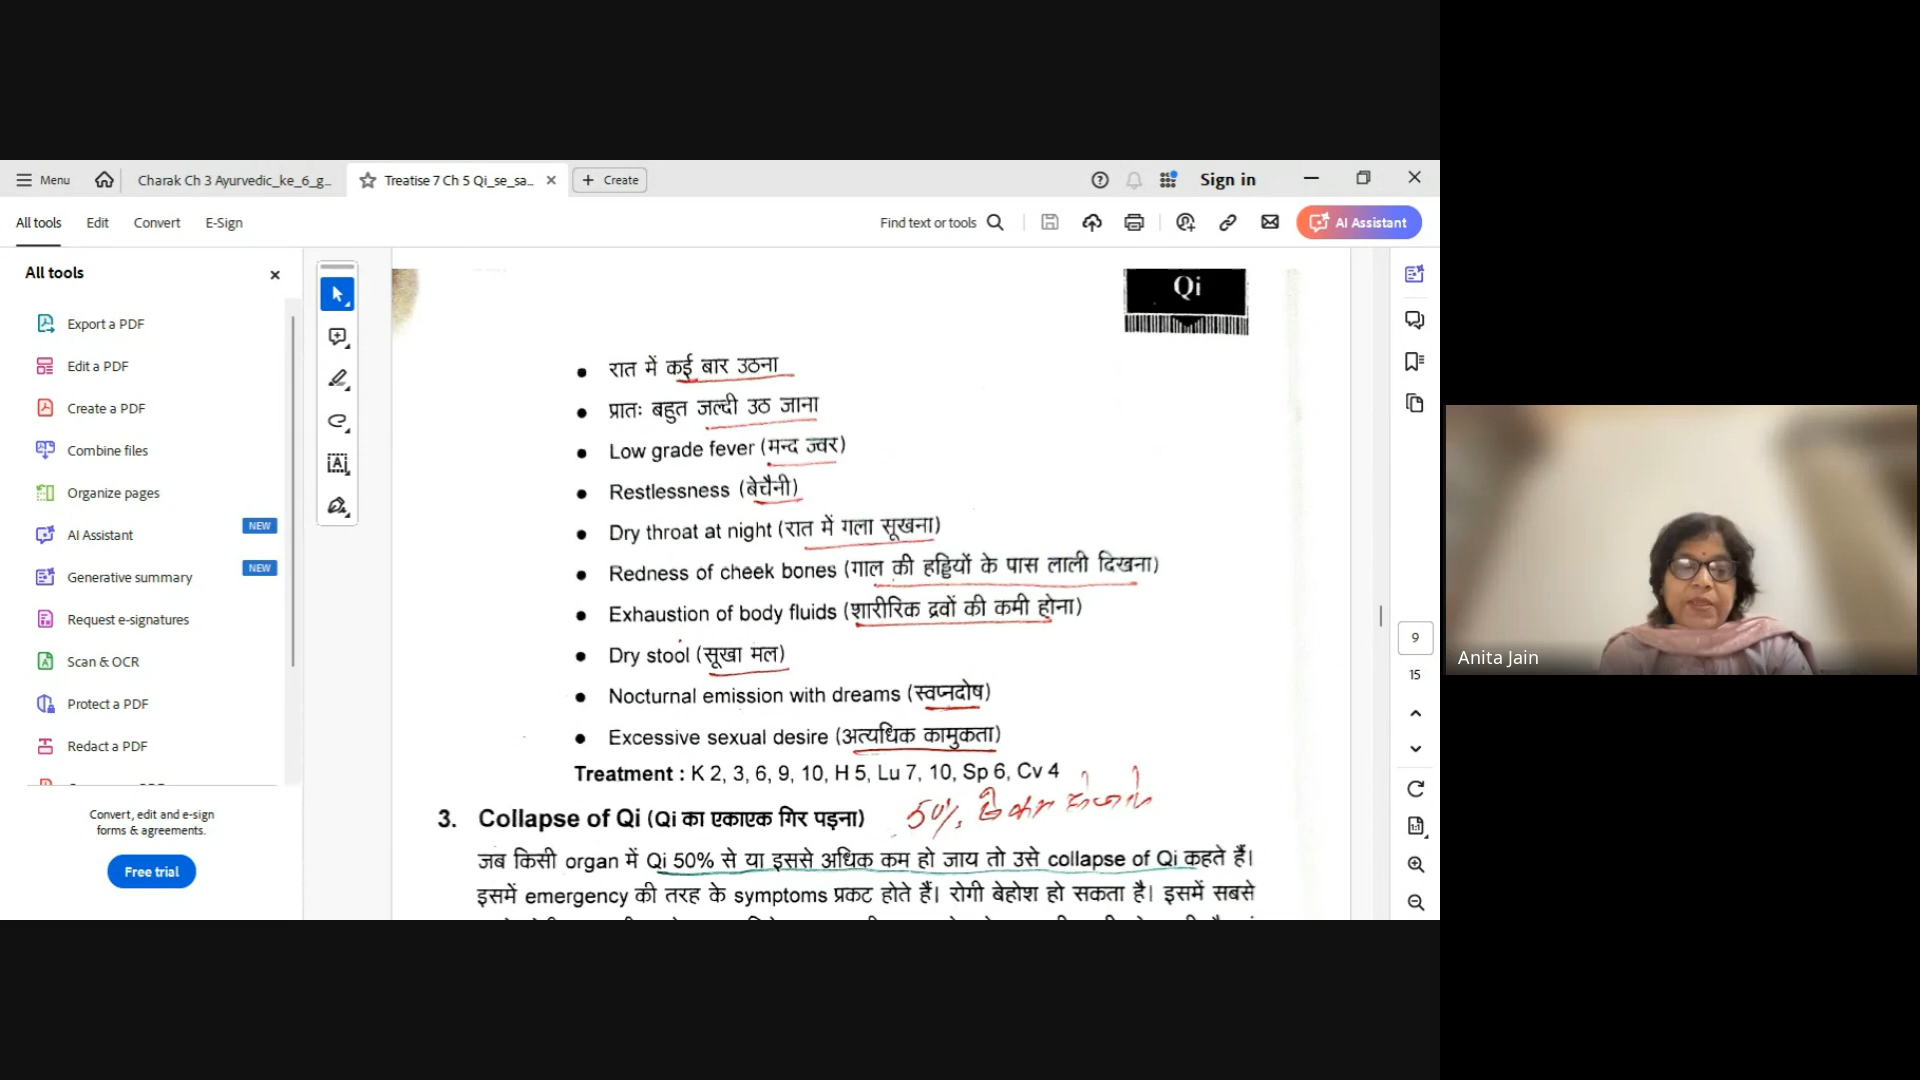 Menu
Charak Ch 3 Ayurvedic_ke_6_g...
Treatise 7 Ch 5 Qi_se_sa...
Create
Sign in
All tools
Edit
Convert
E-Sign
Find text or tools
AI Assistant
All tools
Export a PDF
Edit a PDF
Create a PDF
Combine files
Organize pages
AI Assistant NEW
Generative summary NEW
Request e-signatures
Scan & OCR
Protect a PDF
Redact a PDF
Convert, edit and e-sign
forms & agreements.
Free trial
Qi
• रात में कई बार उठना
• प्रातः बहुत जल्दी उठ जाना
• Low grade fever (मन्द ज्वर)
• Restlessness (बेचैनी)
• Dry throat at night (रात में गला सूखना)
• Redness of cheek bones (गाल की हड्डियों के पास लाली दिखना)
• Exhaustion of body fluids (शारीरिक द्रवों की कमी होना)
• Dry stool (सूखा मल)
• Nocturnal emission with dreams (स्वप्नदोष)
• Excessive sexual desire (अत्यधिक कामुकता)
Treatment : K 2, 3, 6, 9, 10, H 5, Lu 7, 10, Sp 6, Cv 4
3. Collapse of Qi (Qi का एकाएक गिर पड़ना) 50%
जब किसी organ में Qi 50% से या इससे अधिक कम हो जाय तो उसे collapse of Qi कहते हैं।
इसमें emergency की तरह के symptoms प्रकट होते हैं। रोगी बेहोश हो सकता है। इसमें सबसे
9
15
Anita Jain